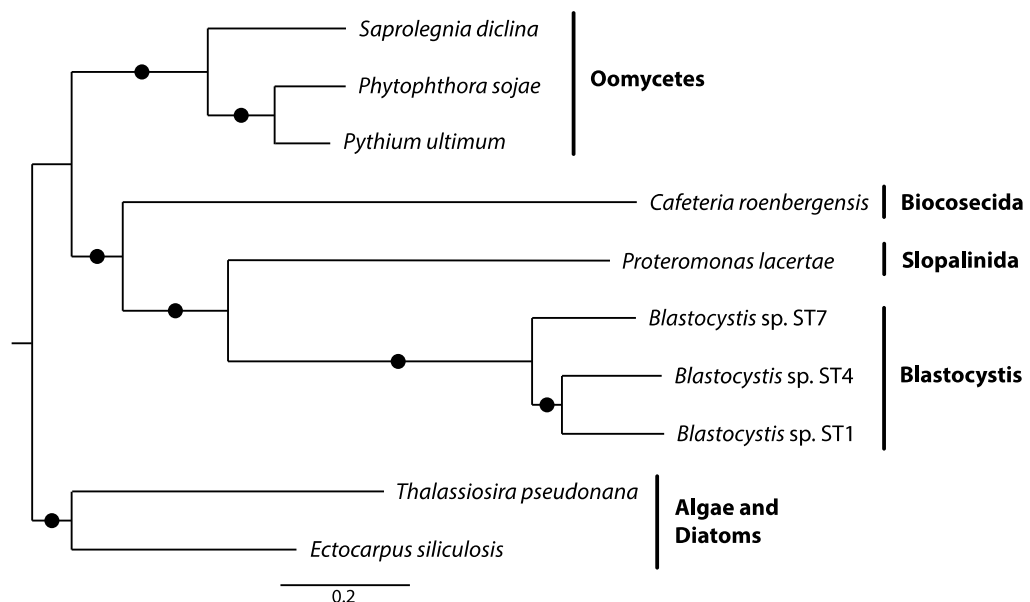 Saprolegnia diclina
Phytophthora sojae
Oomycetes
Pythium ultimum
Cafeteria roenbergensis
Biocosecida
Proteromonas lacertae
Slopalinida
Blastocystis sp. ST7
Blastocystis sp. ST4
Blastocystis
Blastocystis sp. ST1
Thalassiosira pseudonana
Algae and
Diatoms
Ectocarpus siliculosis
0.2